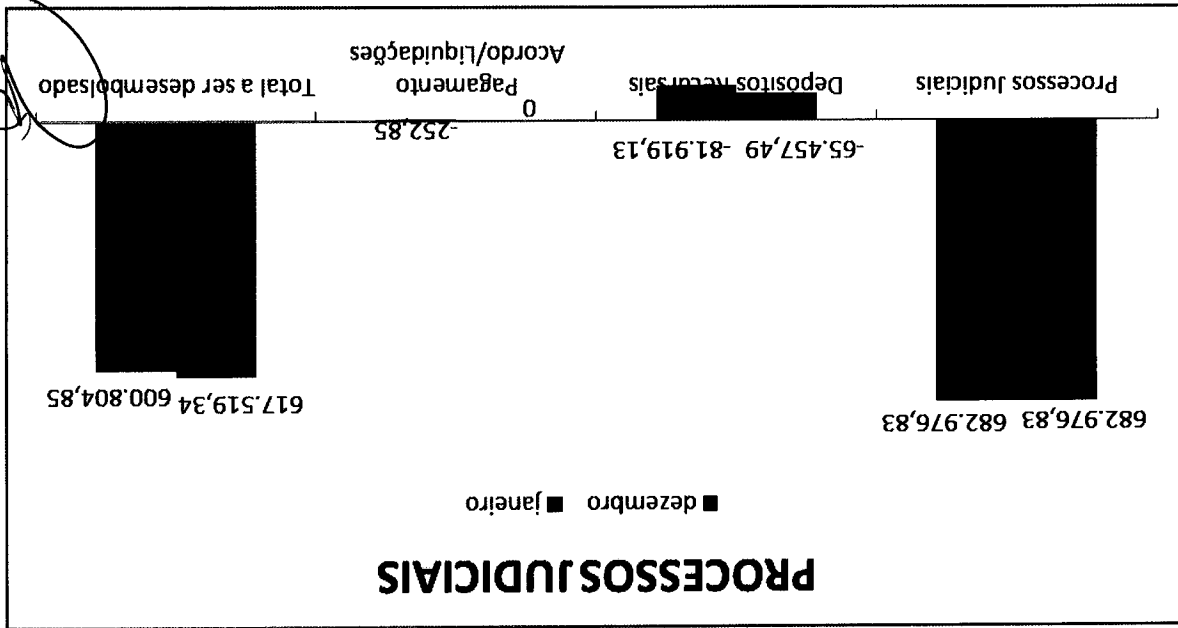 PROCESSOS JUDICIAIS
■ dezembro ■ janeiro
682.976,83 682.976,83
617.519,34 600.804,85
-65.457,49 -81.919,13
0 -252,85
Processos Judiciais
Depósitos Recursais
Pagamento
Acordo/Liquidações
Total a ser desembolsado